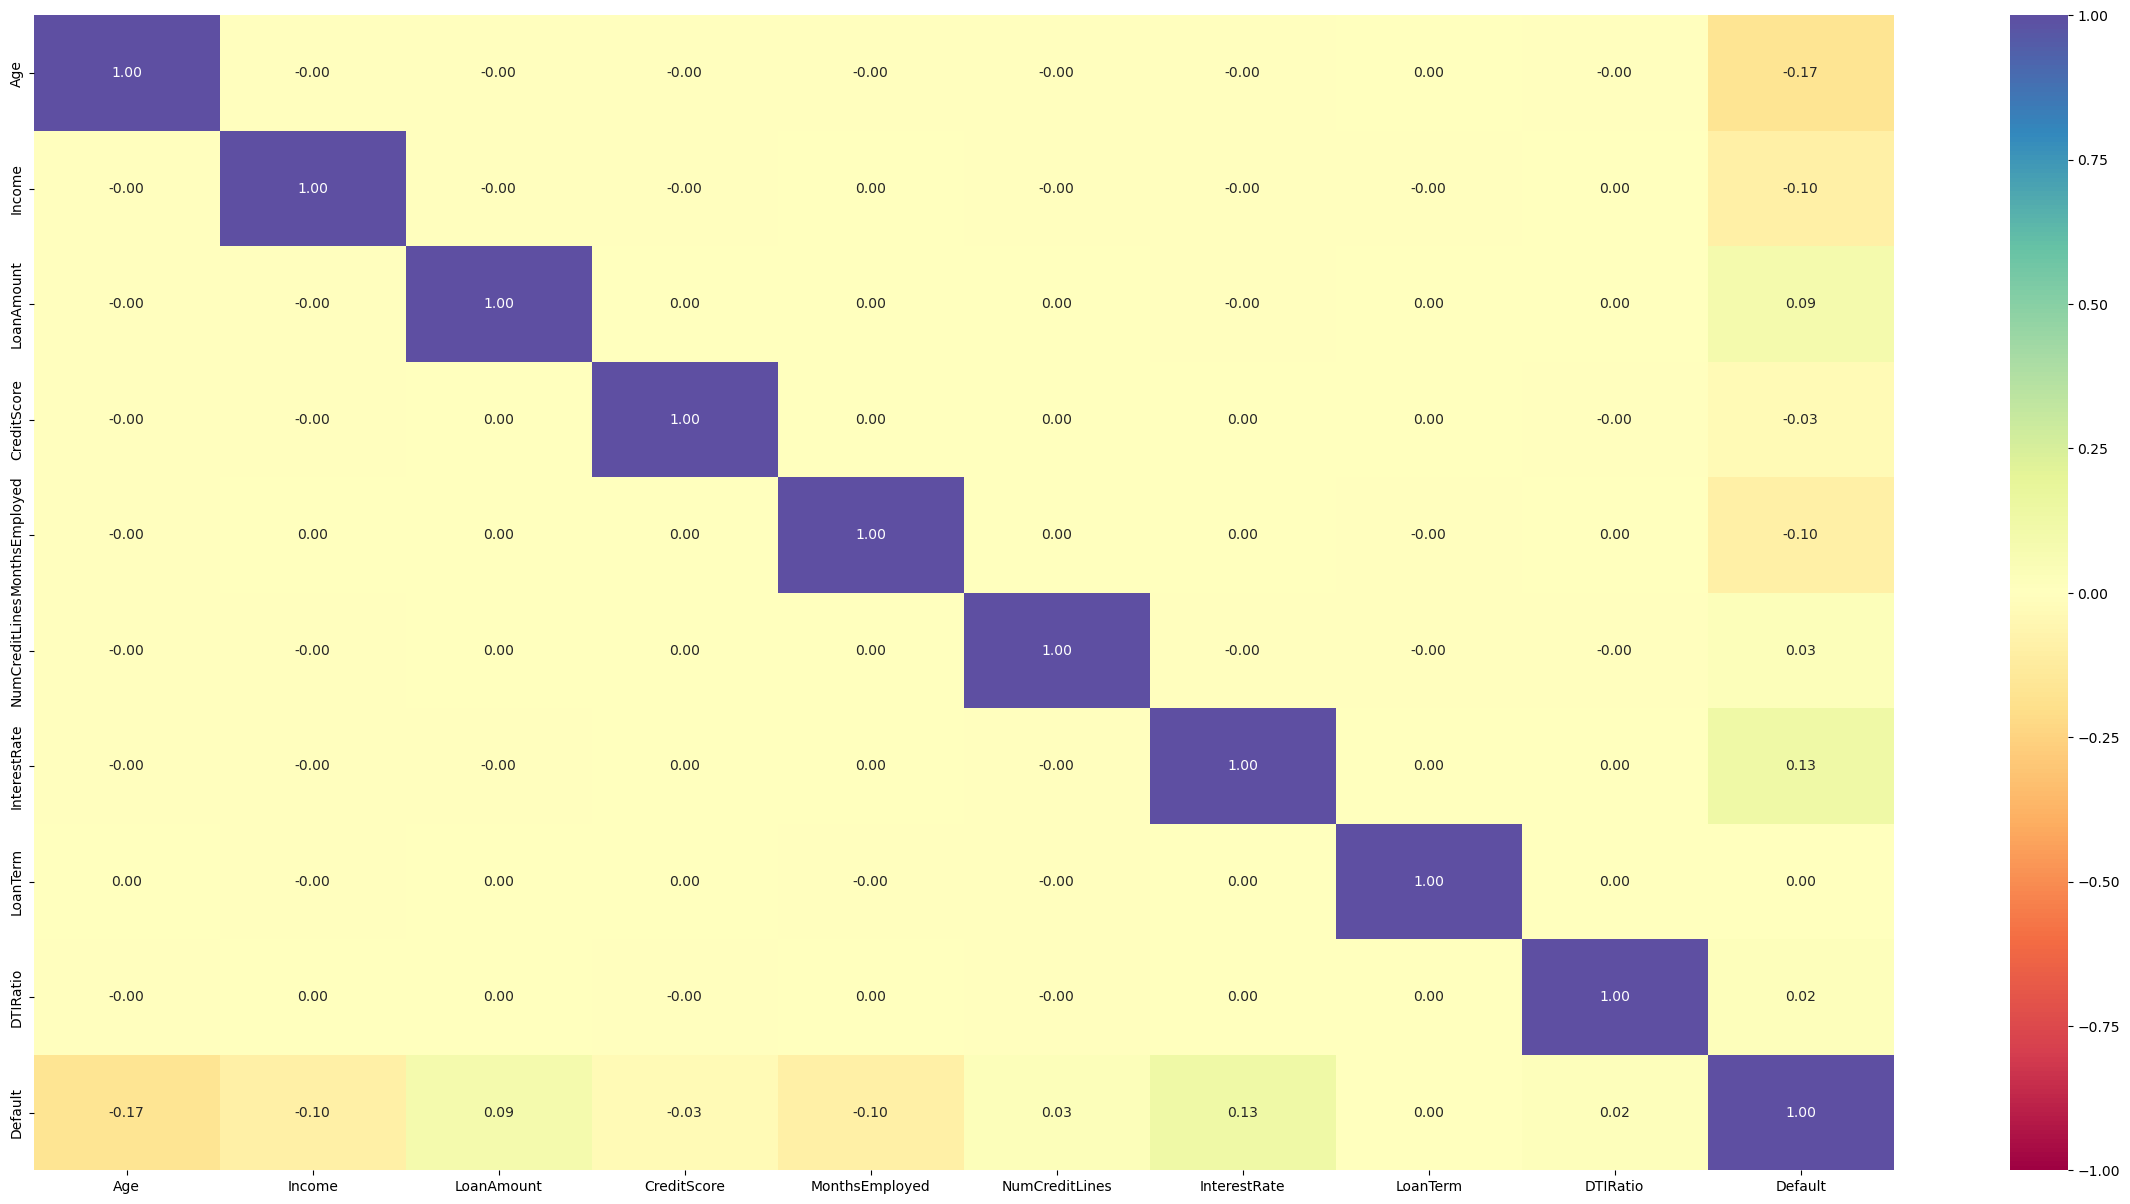 Age 1.00 -0.00 -0.00 -0.00 -0.00 -0.00 -0.00 0.00 -0.00 -0.17
Income -0.00 1.00 -0.00 -0.00 0.00 -0.00 -0.00 -0.00 0.00 -0.10
LoanAmount -0.00 -0.00 1.00 0.00 0.00 0.00 -0.00 0.00 0.00 0.09
CreditScore -0.00 -0.00 0.00 1.00 0.00 0.00 0.00 0.00 -0.00 -0.03
MonthsEmployed -0.00 0.00 0.00 0.00 1.00 0.00 0.00 -0.00 0.00 -0.10
NumCreditLines -0.00 -0.00 0.00 0.00 0.00 1.00 -0.00 -0.00 -0.00 0.03
InterestRate -0.00 -0.00 -0.00 0.00 0.00 -0.00 1.00 0.00 0.00 0.13
LoanTerm 0.00 -0.00 0.00 0.00 -0.00 -0.00 0.00 1.00 0.00 0.00
DTIRatio -0.00 0.00 0.00 -0.00 0.00 -0.00 0.00 0.00 1.00 0.02
Default -0.17 -0.10 0.09 -0.03 -0.10 0.03 0.13 0.00 0.02 1.00
Age Income LoanAmount CreditScore MonthsEmployed NumCreditLines InterestRate LoanTerm DTIRatio Default
1.00
0.75
0.50
0.25
0.00
−0.25
−0.50
−0.75
−1.00